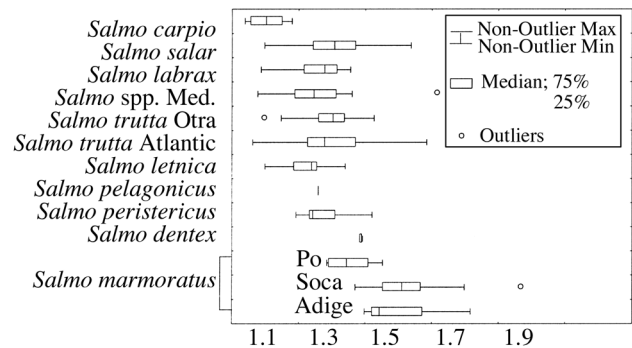 Salmo carpio
Salmo salar
Salmo labrax
Salmo spp. Med.
Salmo trutta Otra
Salmo trutta Atlantic
Salmo letnica
Salmo pelagonicus
Salmo peristericus
Salmo dentex
Salmo marmoratus
Po
Soca
Adige
Non-Outlier Max
Non-Outlier Min
Median; 75%
25%
Outliers
1.1 1.3 1.5 1.7 1.9